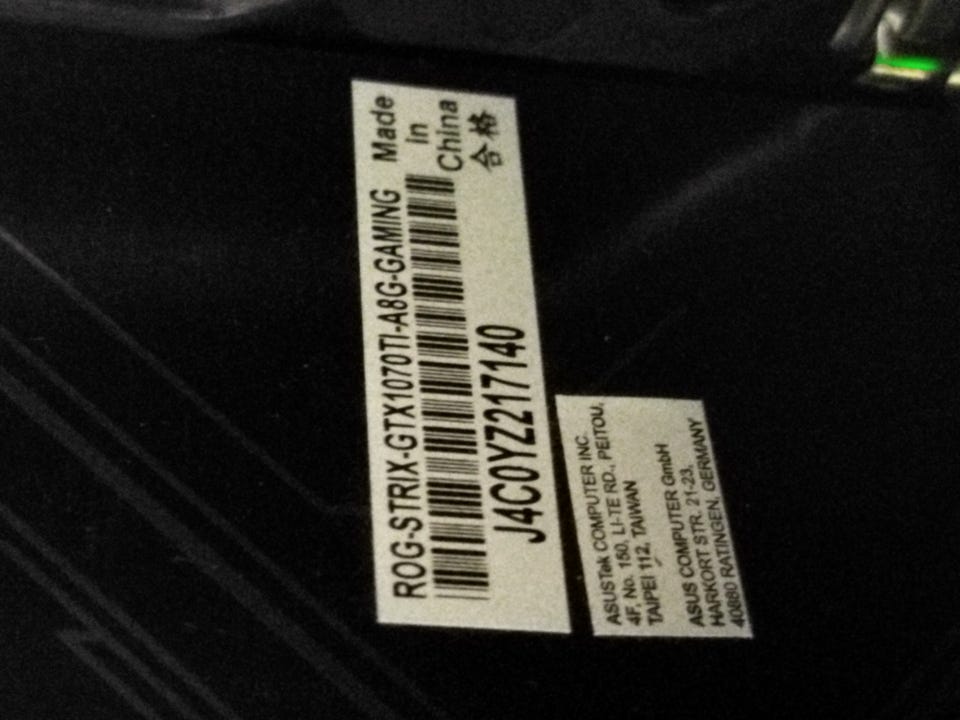 ROG-STRIX-GTX1070TI-A8G-GAMING
Made
in
China
合格
J4C0YZ217140
ASUSTek COMPUTER INC.
4F, No. 150, LI-TE RD., PEITOU,
TAIPEI 112, TAIWAN
ASUS COMPUTER GmbH
HARKORT STR. 21-23,
40880 RATINGEN, GERMANY